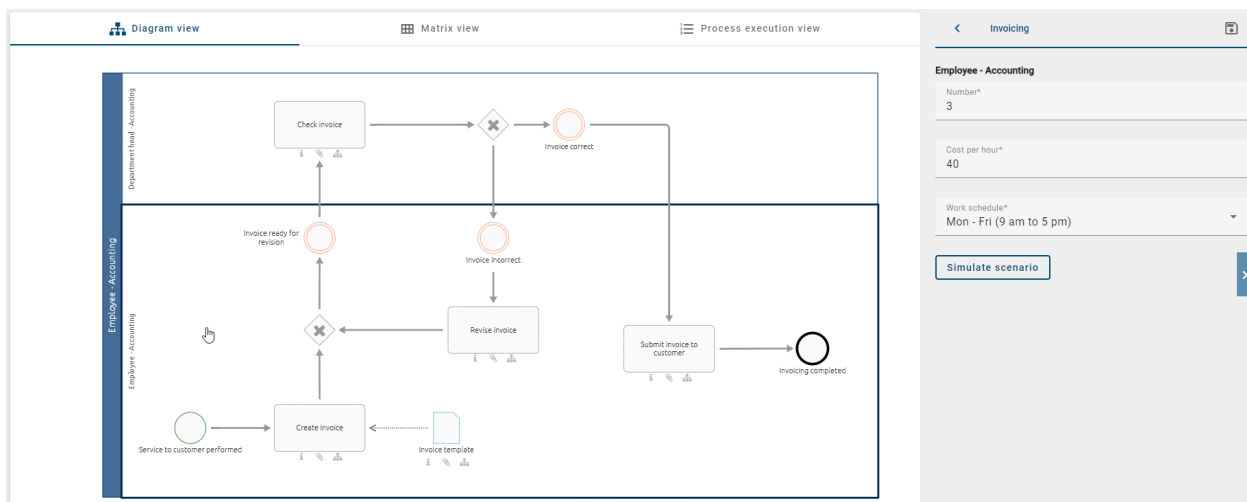 Diagram view
Matrix view
Process execution view
Invoicing
Employee - Accounting
Number*
3
Cost per hour*
40
Work schedule*
Mon - Fri (9 am to 5 pm)
Simulate scenario
Employee - Accounting
Department head - Accounting
Check invoice
Invoice correct
Employee - Accounting
Invoice ready for
revision
Invoice incorrect
Revise invoice
Submit invoice to
customer
Invoicing completed
Create invoice
Service to customer performed
Invoice template